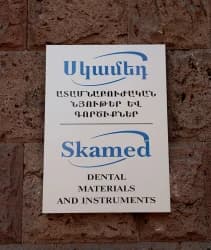 Սկամեդ
ԱՏԱՄՆԱԲՈՒԺԱԿԱՆ
ՆՅՈՒԹԵՐ ԵՎ
ԳՈՐԾԻՔՆԵՐ
Skamed
DENTAL
MATERIALS
AND INSTRUMENTS